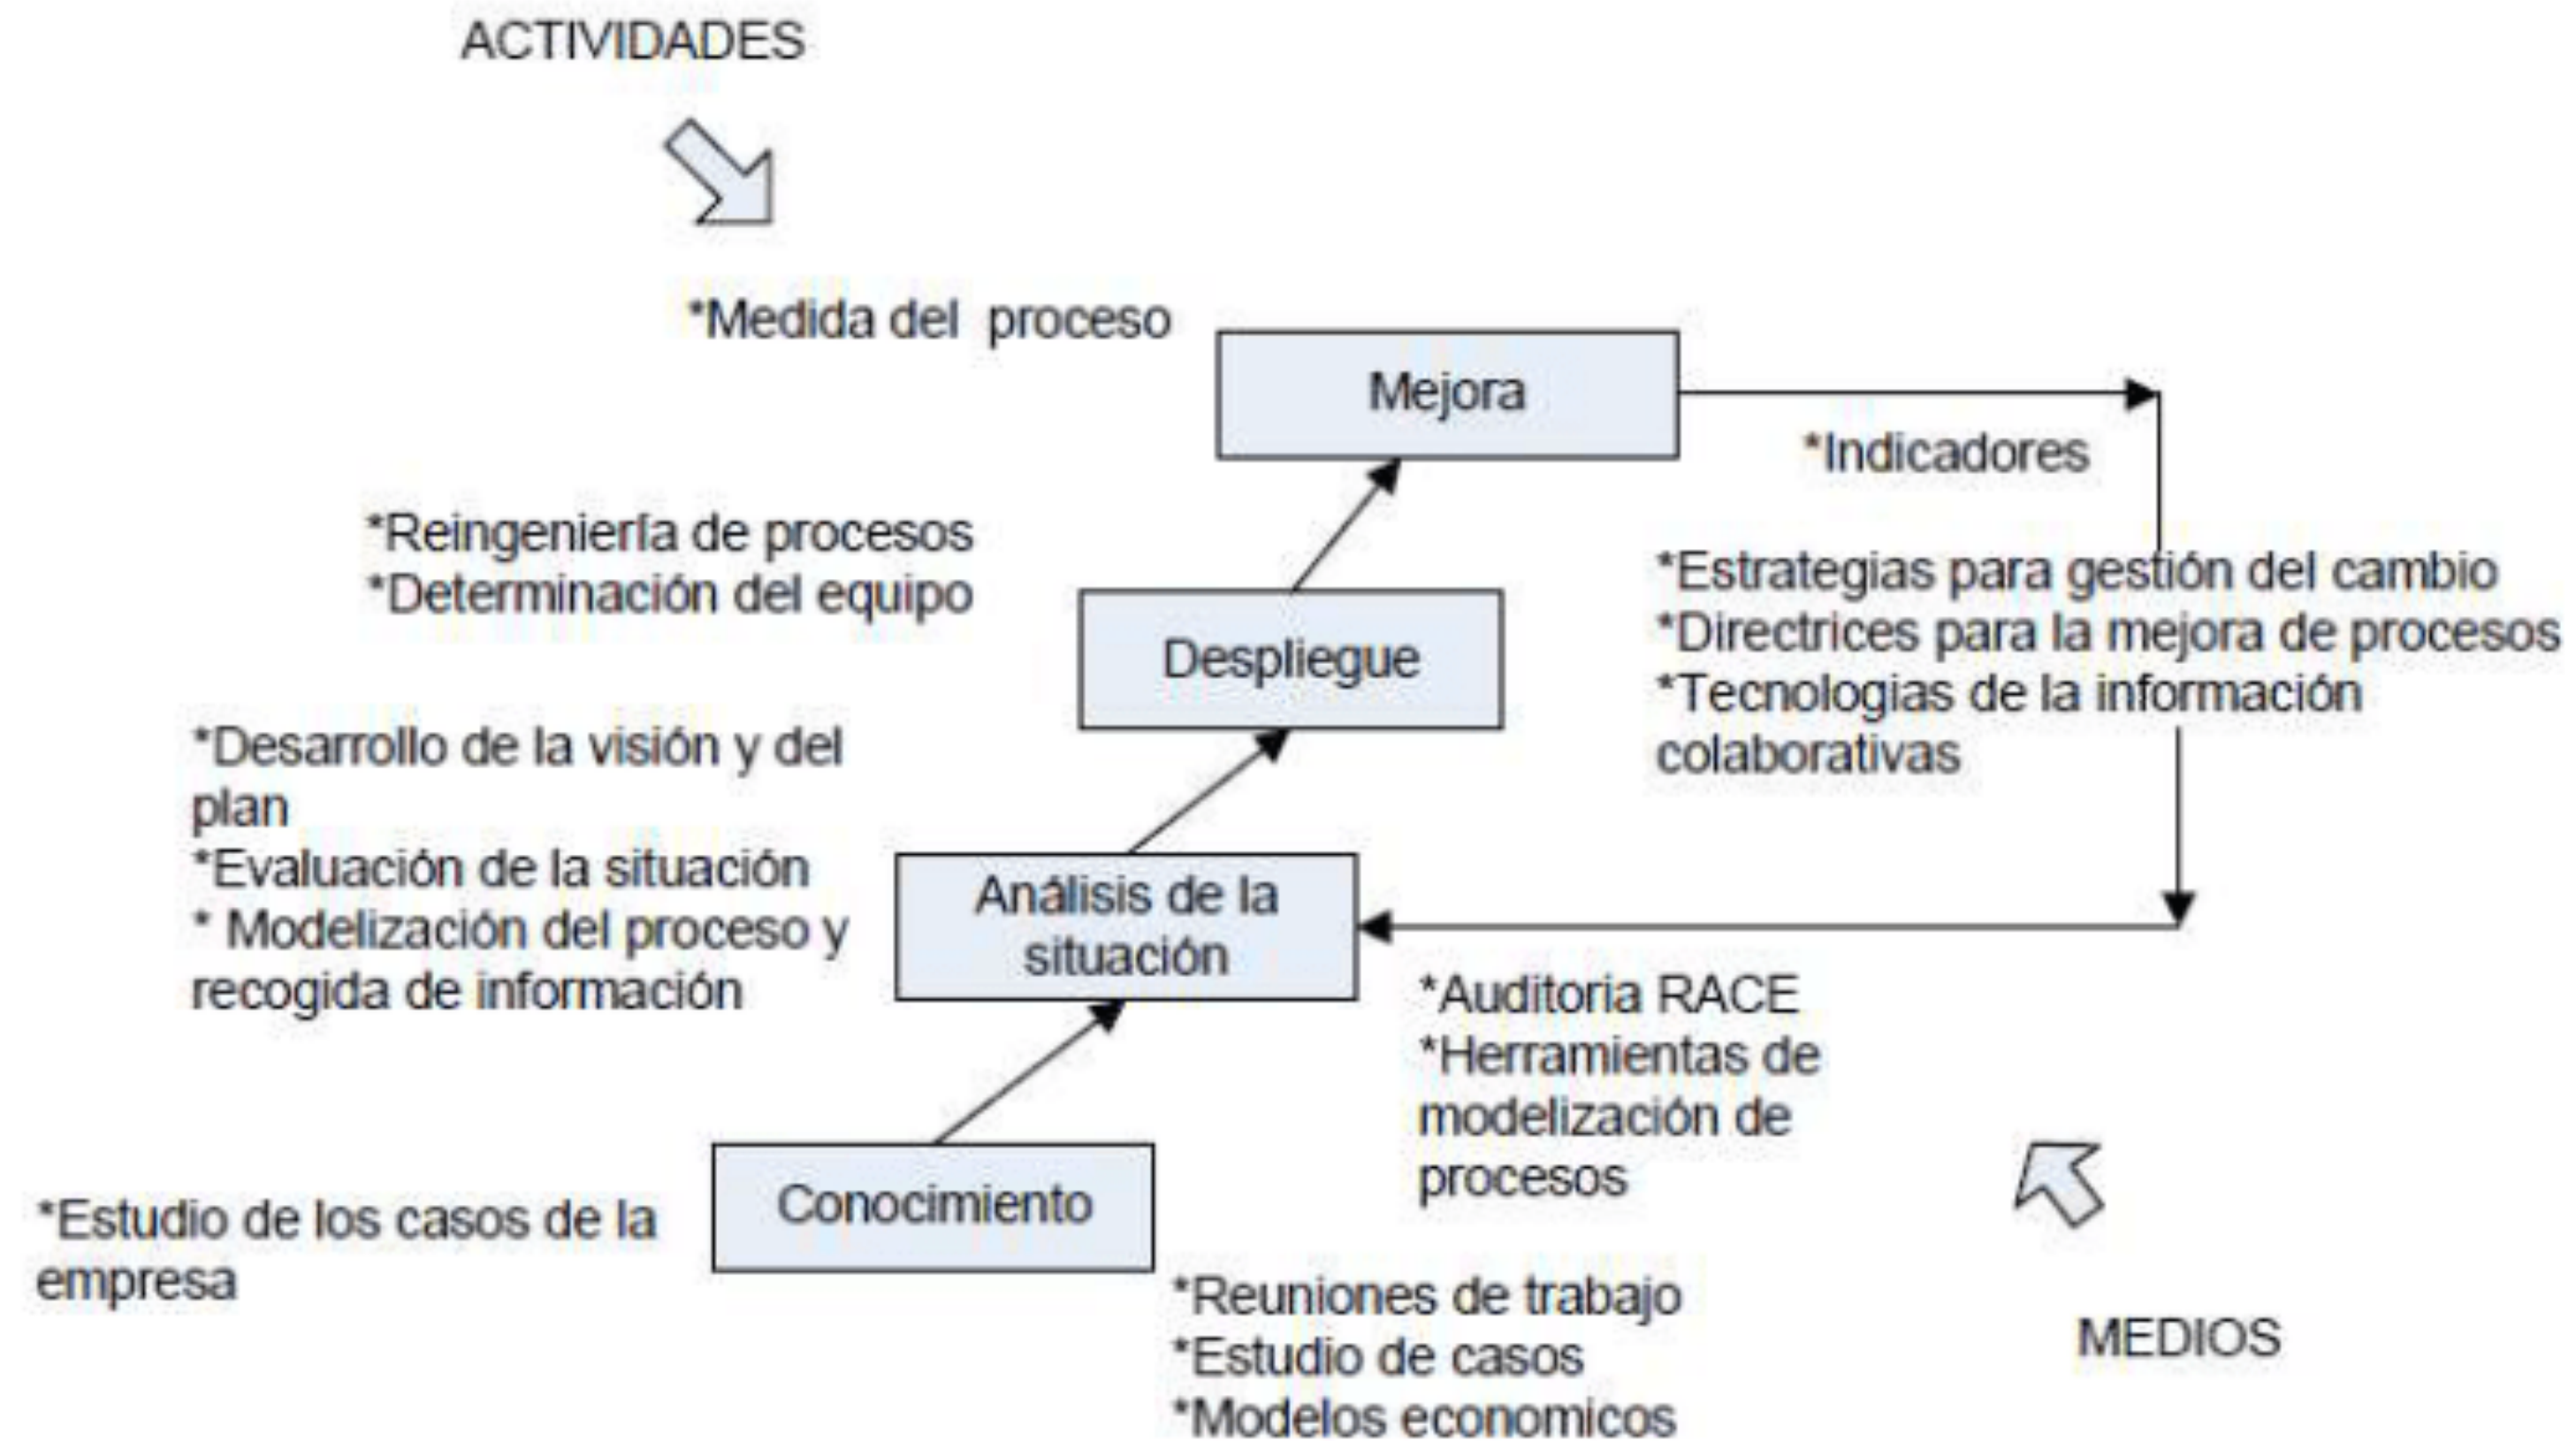 ACTIVIDADES
*Medida del proceso
Mejora
*Indicadores
*Reingeniería de procesos
*Determinación del equipo
Despliegue
*Estrategias para gestión del cambio
*Directrices para la mejora de procesos
*Tecnologias de la información
colaborativas
*Desarrollo de la visión y del
plan
*Evaluación de la situación
* Modelización del proceso y
recogida de información
Análisis de la
situación
*Auditoria RACE
*Herramientas de
modelización de
procesos
Conocimiento
*Estudio de los casos de la
empresa
*Reuniones de trabajo
*Estudio de casos
*Modelos economicos
MEDIOS